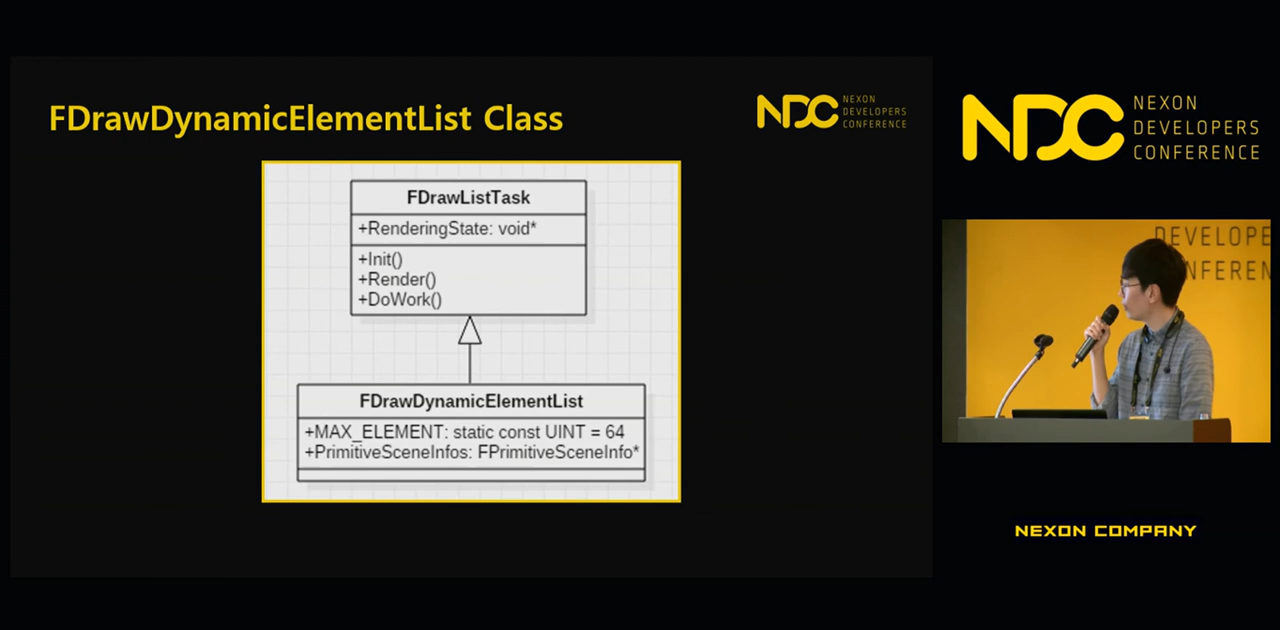 FDrawDynamicElementList Class
NDC
NEXON
DEVELOPERS
CONFERENCE
FDrawListTask
+RenderingState: void*
+Init()
+Render()
+DoWork()
FDrawDynamicElementList
+MAX_ELEMENT: static const UINT = 64
+PrimitiveSceneInfos: FPrimitiveSceneInfo*
NDC
NEXON
DEVELOPERS
CONFERENCE
DEVELOPE
NFEREN
NEXON COMPANY